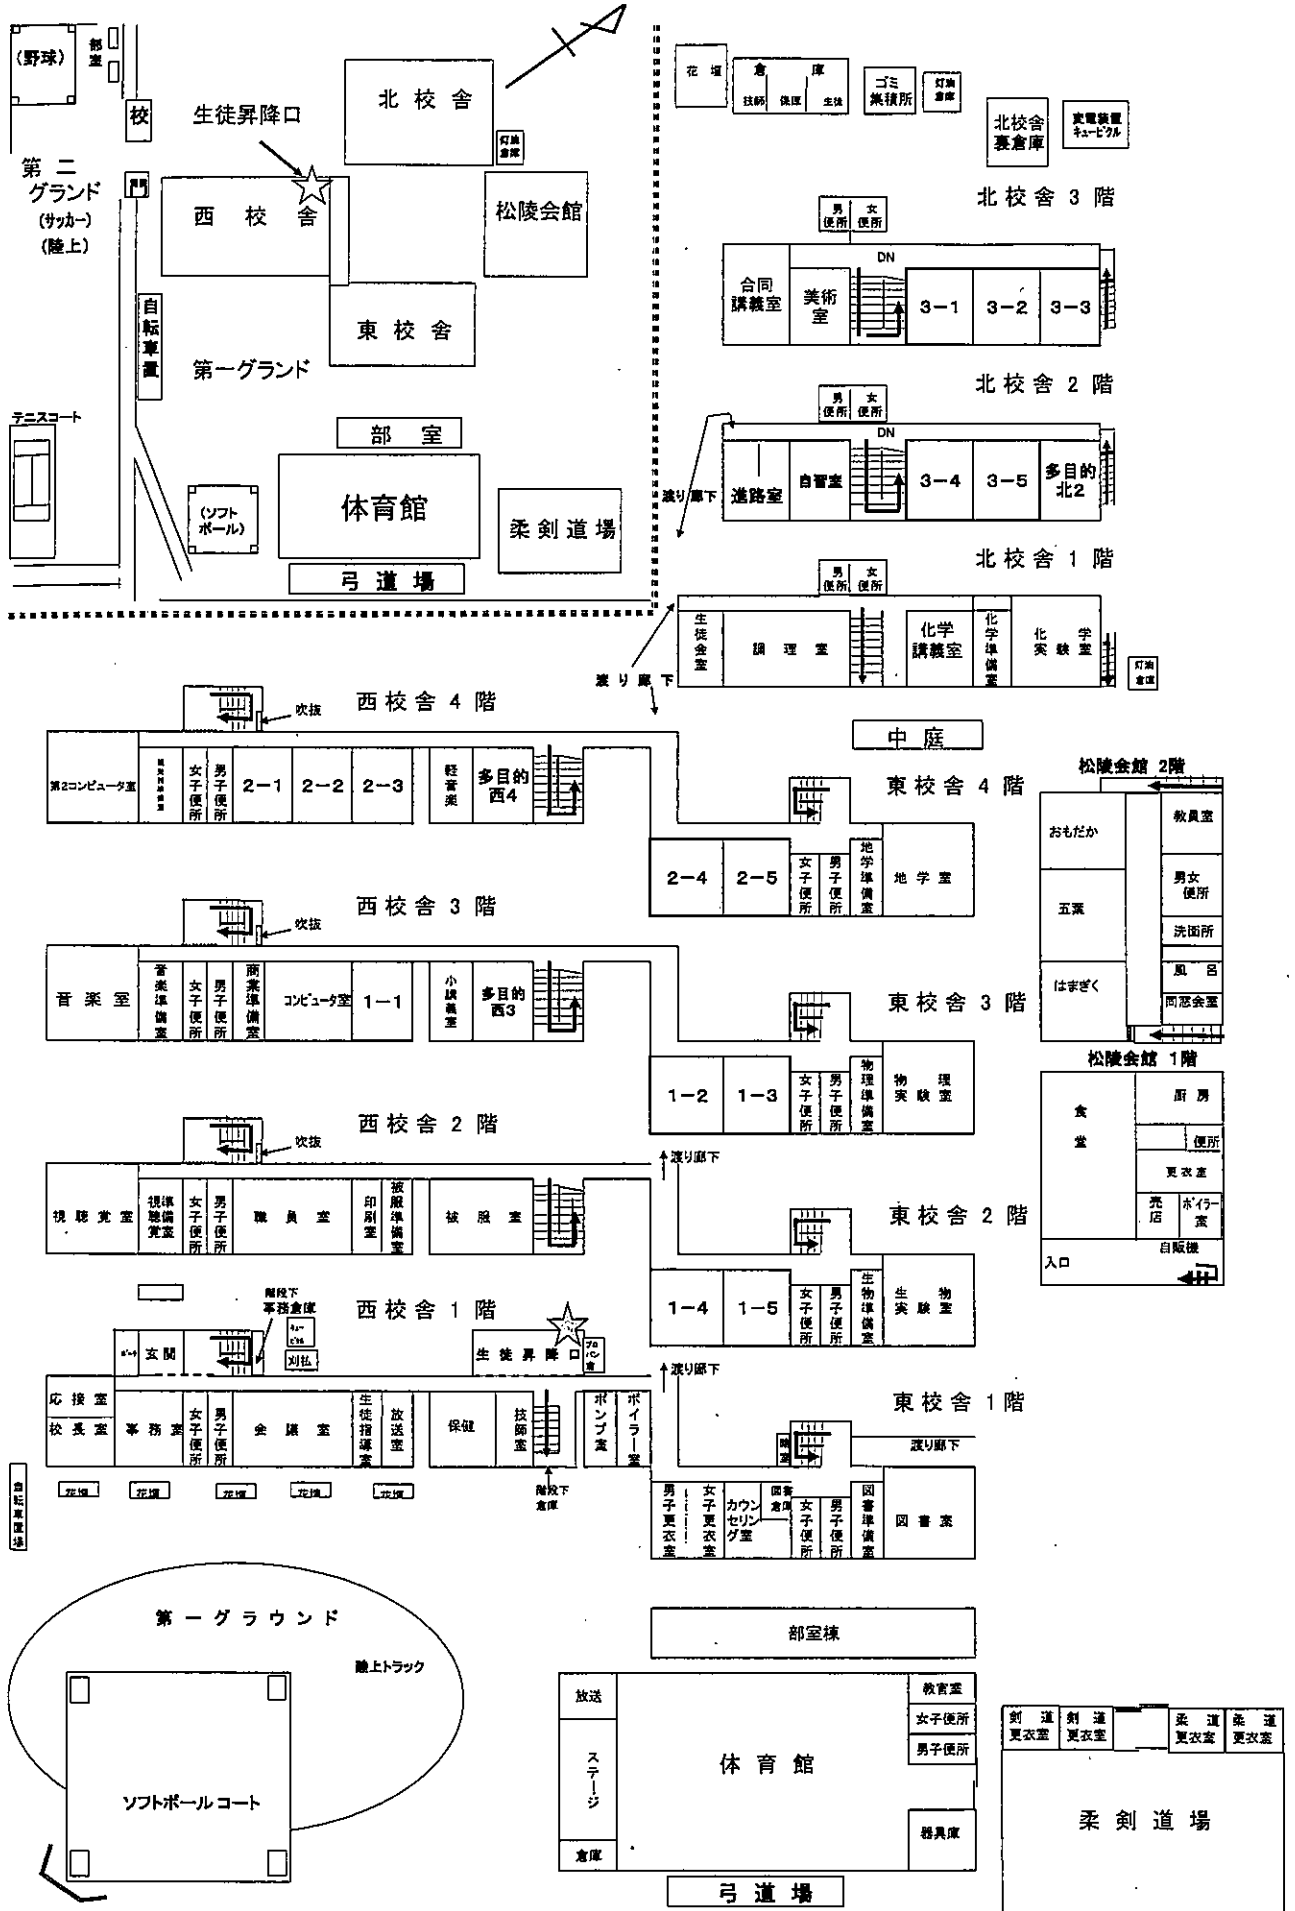 (野球)
部室
校
第二
グランド
(サッカー)
(陸上)
自転車置
テニスコート
生徒昇降口
北校舎
灯油
倉庫
西校舎
松陵会館
東校舎
第一グランド
部室
(ソフト
ボール)
体育館
柔剣道場
弓道場
花壇
倉庫
技師
保厚
生徒
ゴミ
集積所
灯油
倉庫
北校舎
裏倉庫
変電装置
キュービクル
北校舎3階
男便所
女便所
DN
合同
講義室
美術室
3-1
3-2
3-3
北校舎2階
男便所
女便所
DN
渡り廊下
進路室
自習室
3-4
3-5
多目的
北2
北校舎1階
男便所
女便所
生徒会室
調理室
化学
講義室
化学準備室
化学
実験室
灯油
倉庫
渡り廊下
中庭
西校舎4階
吹抜
第2コンピュータ室
女子便所
男子便所
2-1
2-2
2-3
軽音楽
多目的
西4
東校舎4階
2-4
2-5
女子便所
男子便所
地学準備室
地学室
西校舎3階
吹抜
音楽室
音楽準備室
女子便所
男子便所
商業準備室
コンピュータ室
1-1
小講義室
多目的
西3
東校舎3階
1-2
1-3
女子便所
男子便所
物理準備室
物理
実験室
西校舎2階
吹抜
視聴覚室
視聴覚準備室
女子便所
男子便所
職員室
印刷室
被服準備室
被服室
渡り廊下
東校舎2階
1-4
1-5
女子便所
男子便所
生物準備室
生物
実験室
西校舎1階
階段下
事務倉庫
ポーチ
玄関
キュービクル
刈払
生徒昇降口
プロパン倉
応接室
校長室
事務室
女子便所
男子便所
会議室
生徒指導室
放送室
保健
技師室
階段下
倉庫
ポンプ室
ボイラー室
花壇
花壇
花壇
花壇
花壇
自転車置場
渡り廊下
東校舎1階
暗室
渡り廊下
男子更衣室
女子更衣室
カウン
セリン
グ室
図書
倉庫
女子便所
男子便所
図書準備室
図書室
松陵会館 2階
おもだか
五葉
はまぎく
教員室
男女
便所
洗面所
風呂
同窓会室
松陵会館 1階
食堂
厨房
便所
更衣室
売店
ボイラー
室
自販機
入口
第一グラウンド
陸上トラック
ソフトボールコート
部室棟
放送
ステージ
倉庫
体育館
教官室
女子便所
男子便所
器具庫
弓道場
剣道
更衣室
剣道
更衣室
柔道
更衣室
柔道
更衣室
柔剣道場